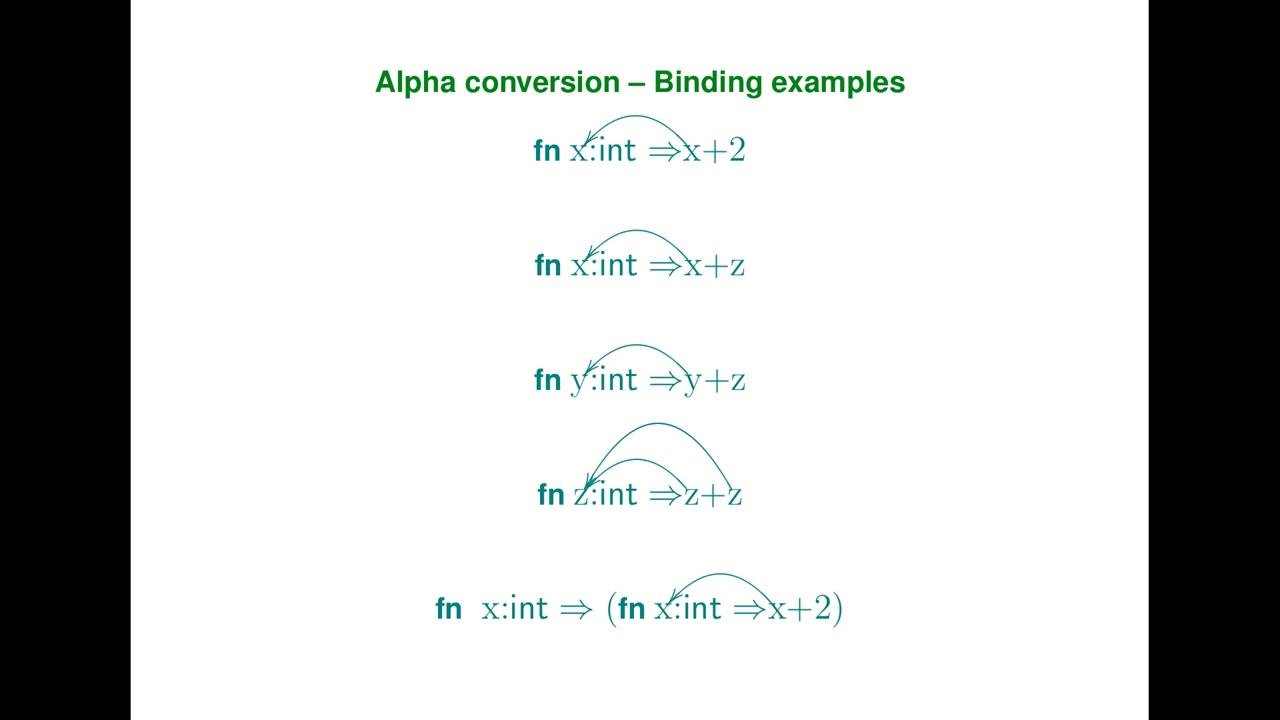 Alpha conversion – Binding examples
fn x:int ⇒x+2
fn x:int ⇒x+z
fn y:int ⇒y+z
fn z:int ⇒z+z
fn x:int ⇒ (fn x:int ⇒x+2)